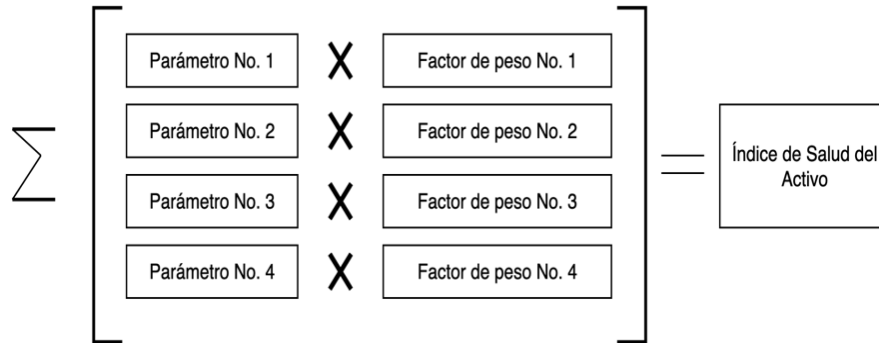 Parámetro No. 1 X Factor de peso No. 1
Parámetro No. 2 X Factor de peso No. 2
∑ = Índice de Salud del
Activo
Parámetro No. 3 X Factor de peso No. 3
Parámetro No. 4 X Factor de peso No. 4